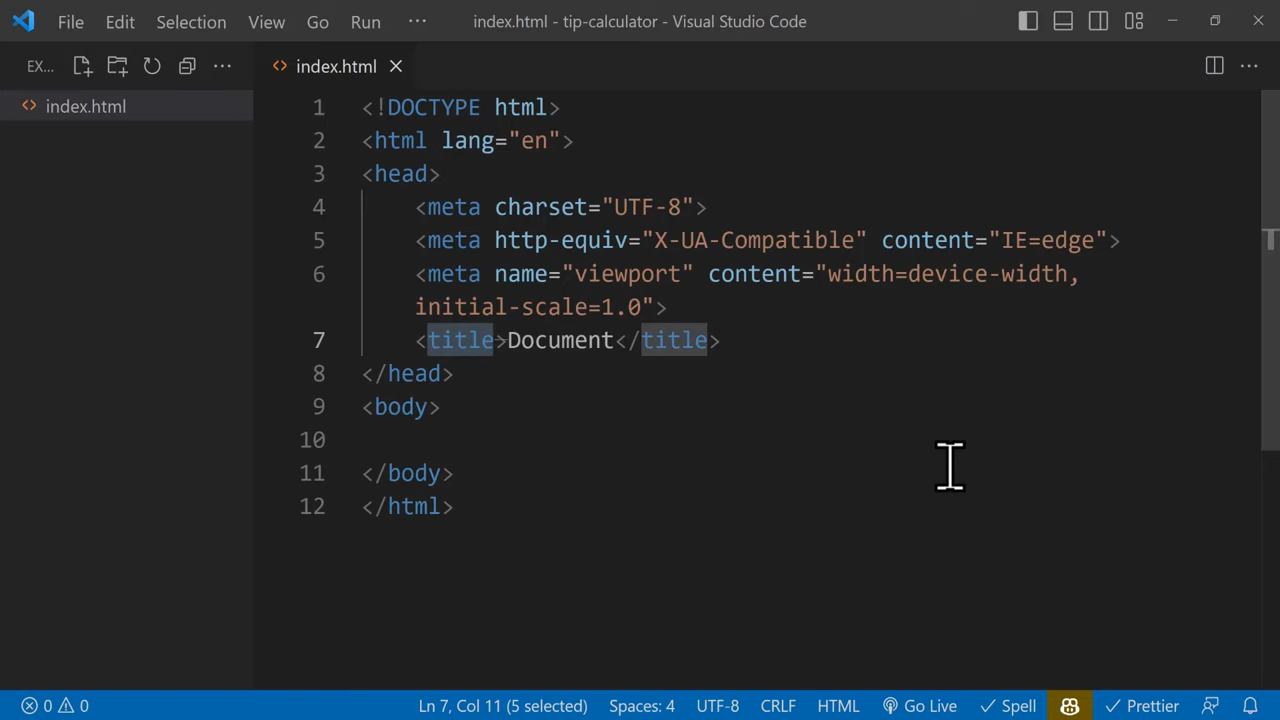 File Edit Selection View Go Run ··· index.html - tip-calculator - Visual Studio Code
EX... ···
index.html
index.html
1 <!DOCTYPE html>
2 <html lang="en">
3 <head>
4 <meta charset="UTF-8">
5 <meta http-equiv="X-UA-Compatible" content="IE=edge">
6 <meta name="viewport" content="width=device-width,
initial-scale=1.0">
7 <title>Document</title>
8 </head>
9 <body>
10
11 </body>
12 </html>
0 0 Ln 7, Col 11 (5 selected) Spaces: 4 UTF-8 CRLF HTML Go Live Spell Prettier